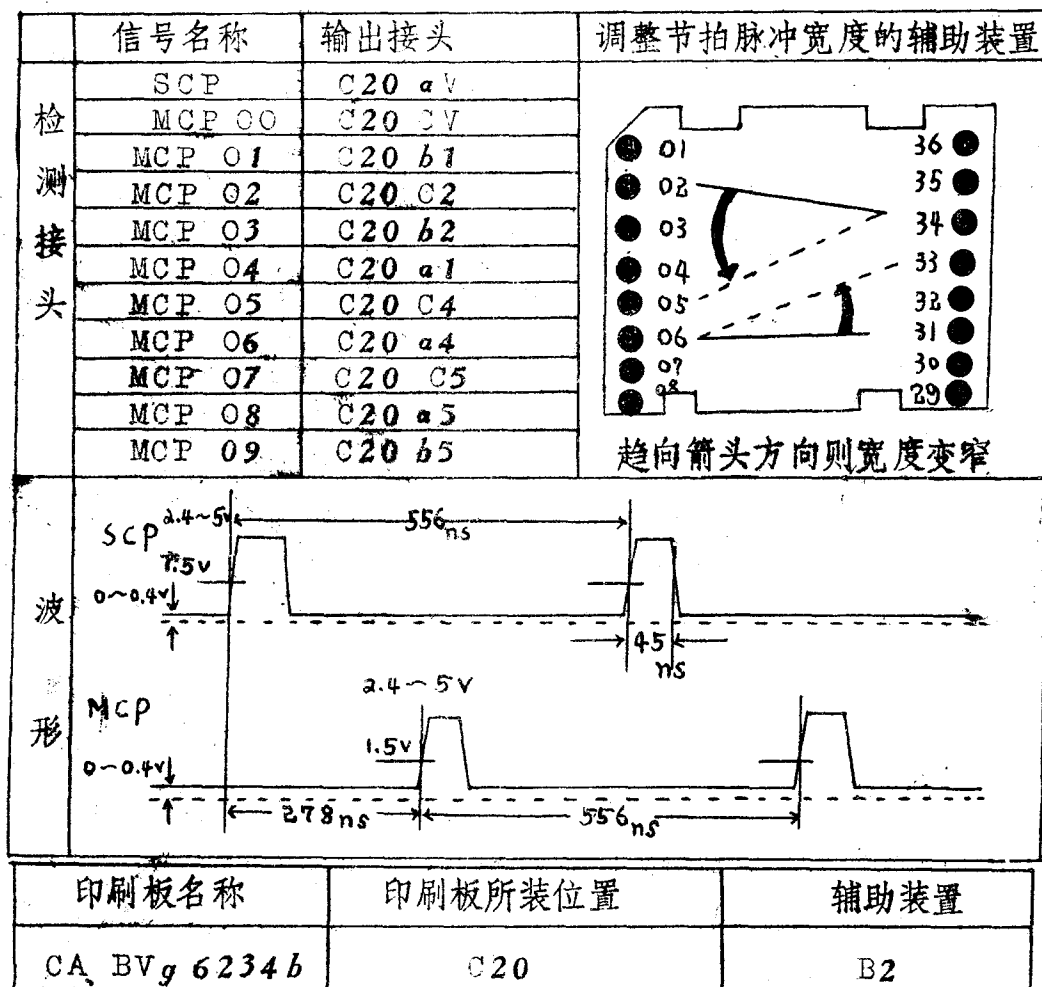 信号名称 输出接头 调整节拍脉冲宽度的辅助装置
检测接头
SCP C20 aV
MCP 00 C20 CV
MCP 01 C20 b1
MCP 02 C20 C2
MCP 03 C20 b2
MCP 04 C20 a1
MCP 05 C20 C4
MCP 06 C20 a4
MCP 07 C20 C5
MCP 08 C20 a5
MCP 09 C20 b5
01 36
02 35
03 34
04 33
05 32
06 31
07 30
08 29
趋向箭头方向则宽度变窄
波形
SCP 2.4~5V 556ns
1.5V
0~0.4V
45
ns
MCP 2.4~5V
1.5V
0~0.4V
278ns 556ns
印刷板名称 印刷板所装位置 辅助装置
CA、BVg 6234b C20 B2